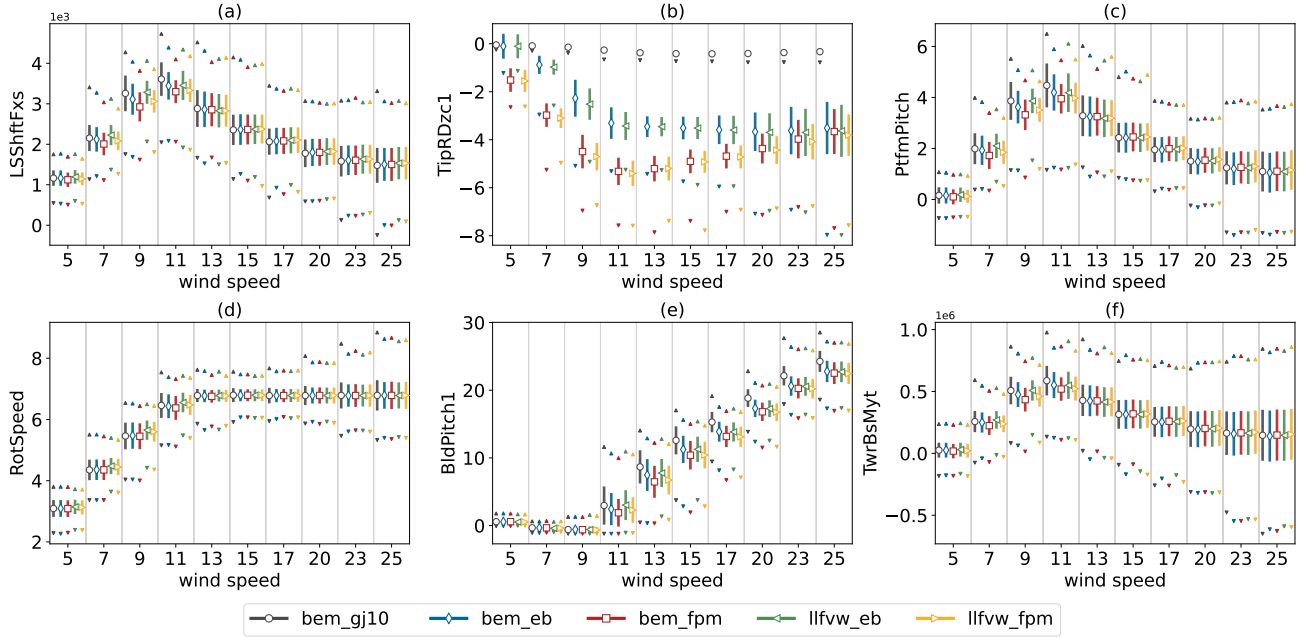 (a) (b) (c)
1e3
4
3
2
1
0
LSShftFxs
5 7 9 11 13 15 17 20 23 25
wind speed
0
−2
−4
−6
−8
TipRDzc1
5 7 9 11 13 15 17 20 23 25
wind speed
6
4
2
0
PtfmPitch
5 7 9 11 13 15 17 20 23 25
wind speed
(d) (e) (f)
8
6
4
2
RotSpeed
5 7 9 11 13 15 17 20 23 25
wind speed
30
20
10
0
BldPitch1
5 7 9 11 13 15 17 20 23 25
wind speed
1e6
1.0
0.5
0.0
−0.5
TwrBsMyt
5 7 9 11 13 15 17 20 23 25
wind speed
bem_gj10 bem_eb bem_fpm llfvw_eb llfvw_fpm